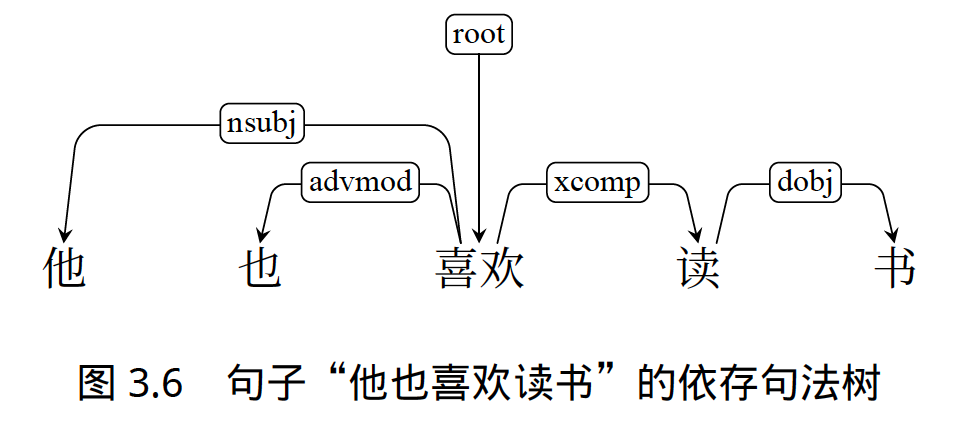 root
nsubj
advmod xcomp dobj
他 也 喜欢 读 书
图 3.6 句子“他也喜欢读书”的依存句法树